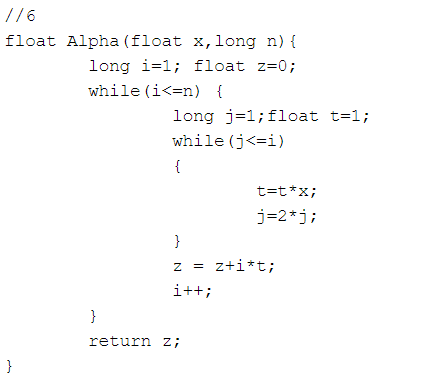 //6
float Alpha(float x,long n){
long i=1; float z=0;
while(i<=n) {
long j=1;float t=1;
while(j<=i)
{
t=t*x;
j=2*j;
}
z = z+i*t;
i++;
}
return z;
}